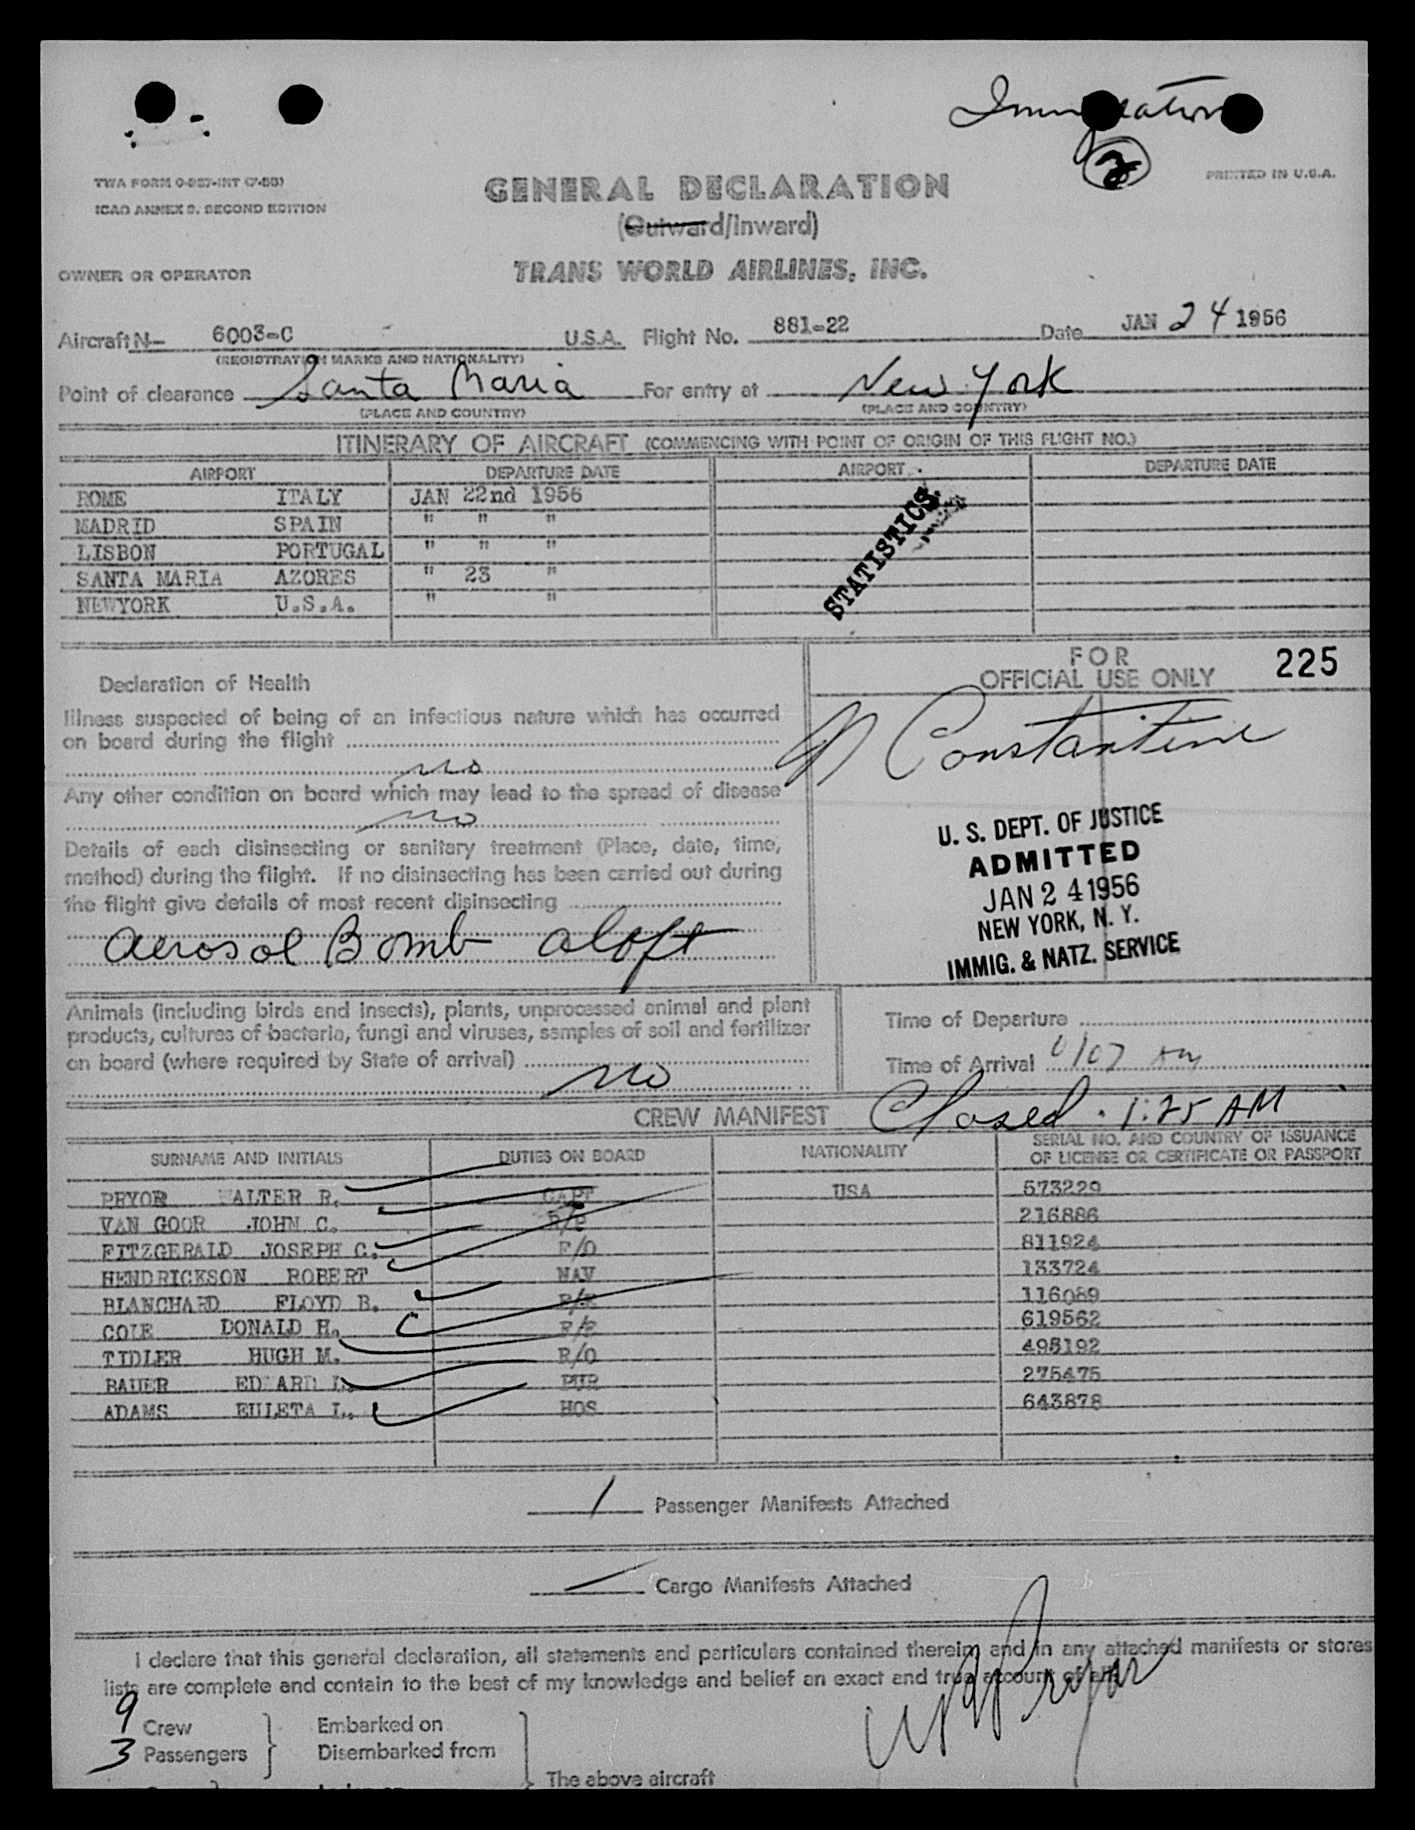 Immigration
2
TWA FORM O-957-INT (7-53)
ICAO ANNEX 9, SECOND EDITION
PRINTED IN U.S.A.
GENERAL DECLARATION
(Outward/Inward)
OWNER OR OPERATOR
TRANS WORLD AIRLINES, INC.
Aircraft N- 6003-C U.S.A. Flight No. 881-22 Date JAN 24 1956
(REGISTRATION MARKS AND NATIONALITY)
Point of clearance Santa Maria For entry at New York
(PLACE AND COUNTRY) (PLACE AND COUNTRY)
ITINERARY OF AIRCRAFT (COMMENCING WITH POINT OF ORIGIN OF THIS FLIGHT NO.)
AIRPORT DEPARTURE DATE AIRPORT DEPARTURE DATE
ROME ITALY JAN 22nd 1956
MADRID SPAIN " " "
LISBON PORTUGAL " " "
SANTA MARIA AZORES " 23 "
NEWYORK U.S.A. " "
STATISTICS
FOR
OFFICIAL USE ONLY 225
Declaration of Health
Illness suspected of being of an infectious nature which has occurred
on board during the flight
no
Any other condition on board which may lead to the spread of disease
no
Details of each disinsecting or sanitary treatment (Place, date, time,
method) during the flight. If no disinsecting has been carried out during
the flight give details of most recent disinsecting
Aerosol Bomb aloft
Constantine
U. S. DEPT. OF JUSTICE
ADMITTED
JAN 24 1956
NEW YORK, N. Y.
IMMIG. & NATZ. SERVICE
Animals (including birds and insects), plants, unprocessed animal and plant
products, cultures of bacteria, fungi and viruses, samples of soil and fertilizer
on board (where required by State of arrival)
no
Time of Departure
Time of Arrival 0107 AM
Closed. 1:25 AM
CREW MANIFEST
SURNAME AND INITIALS DUTIES ON BOARD NATIONALITY SERIAL NO. AND COUNTRY OF ISSUANCE
OF LICENSE OR CERTIFICATE OR PASSPORT
PRYOR WALTER R. CAPT USA 573229
VAN GOOR JOHN C. 216886
FITZGERALD JOSEPH C. F/O 811924
HENDRICKSON ROBERT NAV 133724
BLANCHARD FLOYD B. 116089
COLE DONALD H. F/E 619562
TIDLER HUGH M. R/O 495192
BAUER EDWARD L. PUR 275475
ADAMS EULETA L. HOS 643878
1 Passenger Manifests Attached
Cargo Manifests Attached
I declare that this general declaration, all statements and particulars contained therein and in any attached manifests or stores
lists are complete and contain to the best of my knowledge and belief an exact and true account of all
9 Crew Embarked on
3 Passengers Disembarked from
The above aircraft